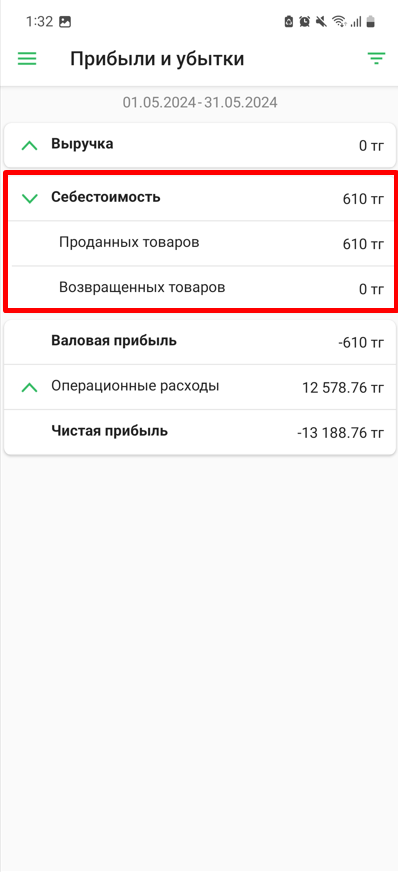 1:32
Прибыли и убытки
01.05.2024-31.05.2024
Выручка 0 тг
Себестоимость 610 тг
Проданных товаров 610 тг
Возвращенных товаров 0 тг
Валовая прибыль -610 тг
Операционные расходы 12 578.76 тг
Чистая прибыль -13 188.76 тг